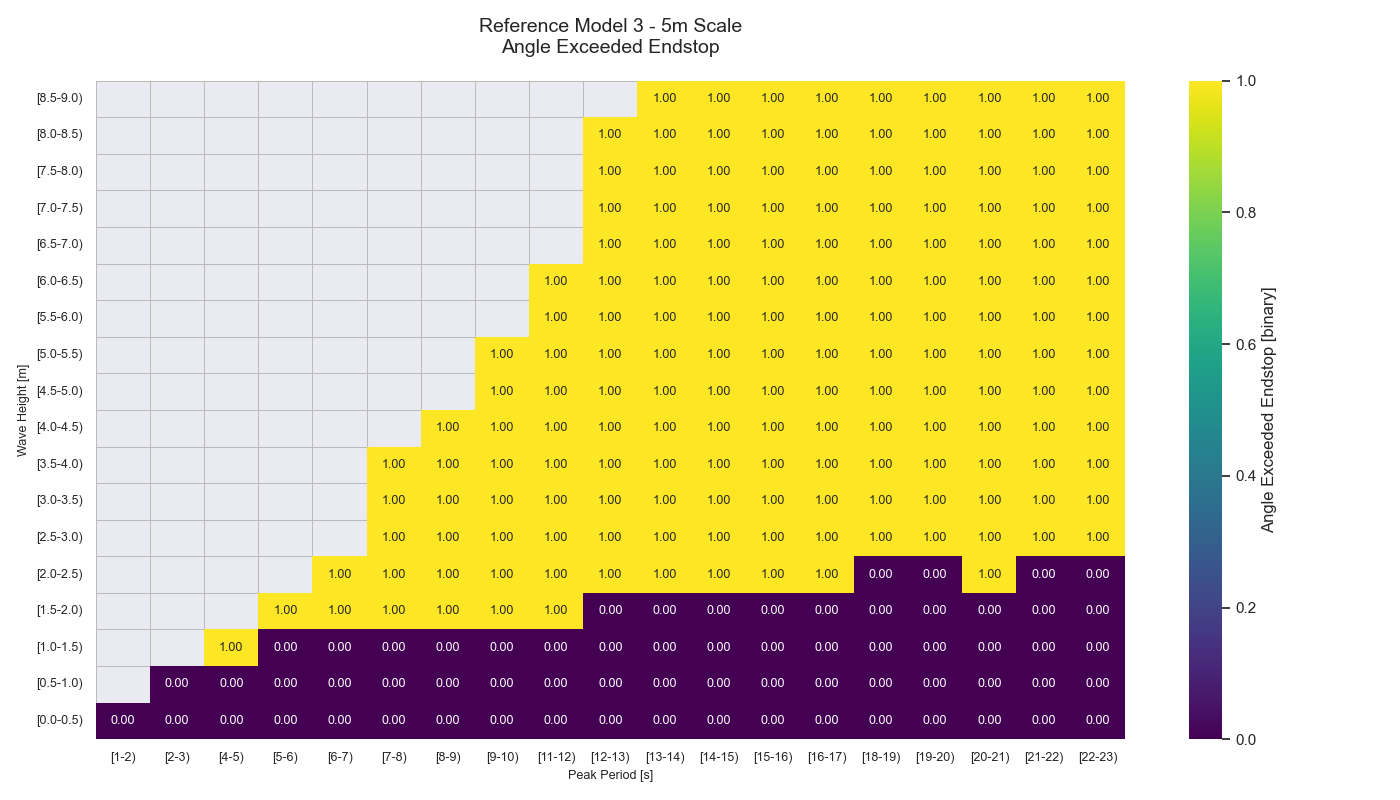 Reference Model 3 - 5m Scale
Angle Exceeded Endstop
[8.5-9.0) 1.00 1.00 1.00 1.00 1.00 1.00 1.00 1.00 1.00
[8.0-8.5) 1.00 1.00 1.00 1.00 1.00 1.00 1.00 1.00 1.00 1.00
[7.5-8.0) 1.00 1.00 1.00 1.00 1.00 1.00 1.00 1.00 1.00 1.00
[7.0-7.5) 1.00 1.00 1.00 1.00 1.00 1.00 1.00 1.00 1.00 1.00
[6.5-7.0) 1.00 1.00 1.00 1.00 1.00 1.00 1.00 1.00 1.00 1.00
[6.0-6.5) 1.00 1.00 1.00 1.00 1.00 1.00 1.00 1.00 1.00 1.00 1.00
[5.5-6.0) 1.00 1.00 1.00 1.00 1.00 1.00 1.00 1.00 1.00 1.00 1.00
[5.0-5.5) 1.00 1.00 1.00 1.00 1.00 1.00 1.00 1.00 1.00 1.00 1.00 1.00
[4.5-5.0) 1.00 1.00 1.00 1.00 1.00 1.00 1.00 1.00 1.00 1.00 1.00 1.00
[4.0-4.5) 1.00 1.00 1.00 1.00 1.00 1.00 1.00 1.00 1.00 1.00 1.00 1.00 1.00
[3.5-4.0) 1.00 1.00 1.00 1.00 1.00 1.00 1.00 1.00 1.00 1.00 1.00 1.00 1.00 1.00
[3.0-3.5) 1.00 1.00 1.00 1.00 1.00 1.00 1.00 1.00 1.00 1.00 1.00 1.00 1.00 1.00
[2.5-3.0) 1.00 1.00 1.00 1.00 1.00 1.00 1.00 1.00 1.00 1.00 1.00 1.00 1.00 1.00
[2.0-2.5) 1.00 1.00 1.00 1.00 1.00 1.00 1.00 1.00 1.00 1.00 0.00 0.00 1.00 0.00 0.00
[1.5-2.0) 1.00 1.00 1.00 1.00 1.00 1.00 0.00 0.00 0.00 0.00 0.00 0.00 0.00 0.00 0.00 0.00
[1.0-1.5) 1.00 0.00 0.00 0.00 0.00 0.00 0.00 0.00 0.00 0.00 0.00 0.00 0.00 0.00 0.00 0.00 0.00
[0.5-1.0) 0.00 0.00 0.00 0.00 0.00 0.00 0.00 0.00 0.00 0.00 0.00 0.00 0.00 0.00 0.00 0.00 0.00 0.00
[0.0-0.5) 0.00 0.00 0.00 0.00 0.00 0.00 0.00 0.00 0.00 0.00 0.00 0.00 0.00 0.00 0.00 0.00 0.00 0.00 0.00
[1-2) [2-3) [4-5) [5-6) [6-7) [7-8) [8-9) [9-10) [11-12) [12-13) [13-14) [14-15) [15-16) [16-17) [18-19) [19-20) [20-21) [21-22) [22-23)
Peak Period [s]
Wave Height [m]
1.0
0.8
0.6
0.4
0.2
0.0
Angle Exceeded Endstop [binary]